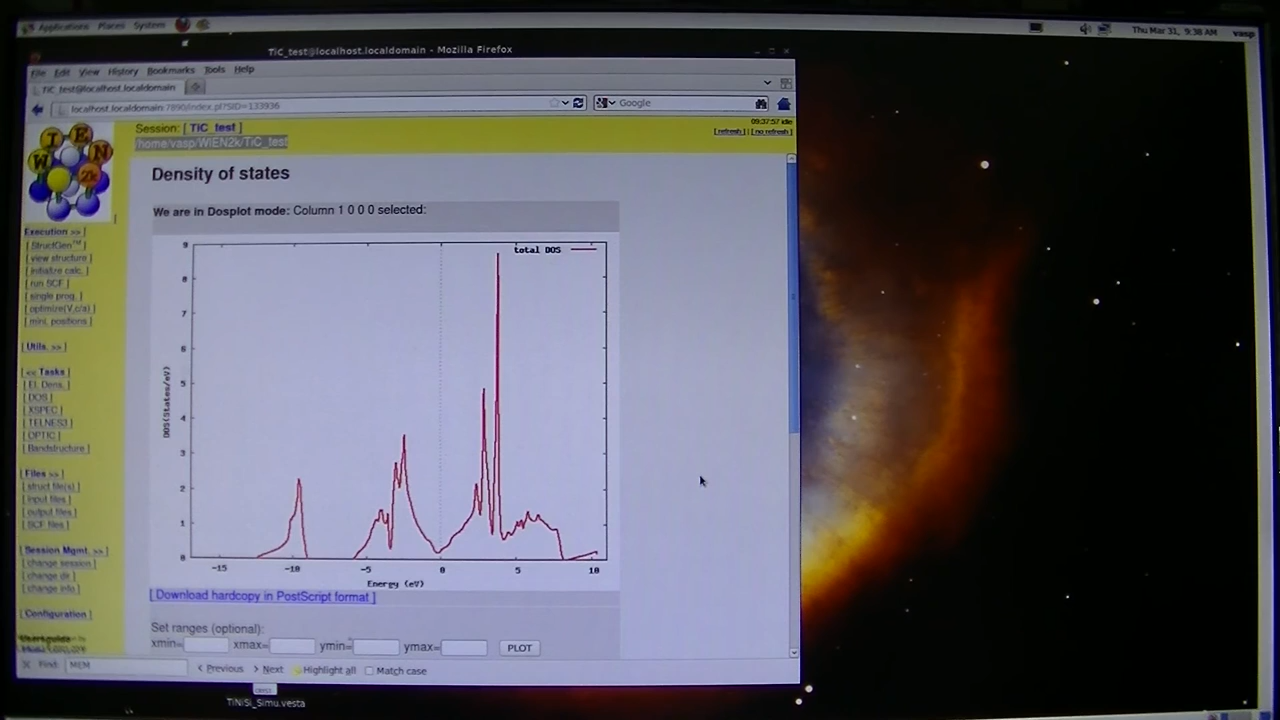 Applications Places System
Thu Mar 31, 9:38 AM vasp
TiC_test@localhost.localdomain - Mozilla Firefox
File Edit View History Bookmarks Tools Help
TiC_test@localhost.localdomain
localhost.localdomain:7890/index.pl?SID=133936
Google
WIEN2k
Session: [ TiC_test ]
/home/vasp/WIEN2k/TiC_test
09:37:57 idle
[ refresh ] | [ no refresh ]
Execution >>
[ StructGen™ ]
[ view structure ]
[ initialize calc. ]
[ run SCF ]
[ single prog. ]
[ optimize(V,c/a) ]
[ mini. positions ]
[ Utils. >> ]
[ << Tasks ]
[ El. Dens. ]
[ DOS ]
[ XSPEC ]
[ TELNES3 ]
[ OPTIC ]
[ Bandstructure ]
[ Files >> ]
[ struct file(s) ]
[ input files ]
[ output files ]
[ SCF files ]
[ Session Mgmt. >> ]
[ change session ]
[ change dir ]
[ change info ]
[ Configuration ]
Usersguide
Density of states
We are in Dosplot mode: Column 1 0 0 0 selected:
total DOS
9
8
7
6
5
4
3
2
1
0
DOS(States/eV)
-15 -10 -5 0 5 10
Energy (eV)
[ Download hardcopy in PostScript format ]
Set ranges (optional):
xmin= xmax= ymin= ymax= PLOT
Find: MEM Previous Next Highlight all Match case
TiNiSi_Simu.vesta